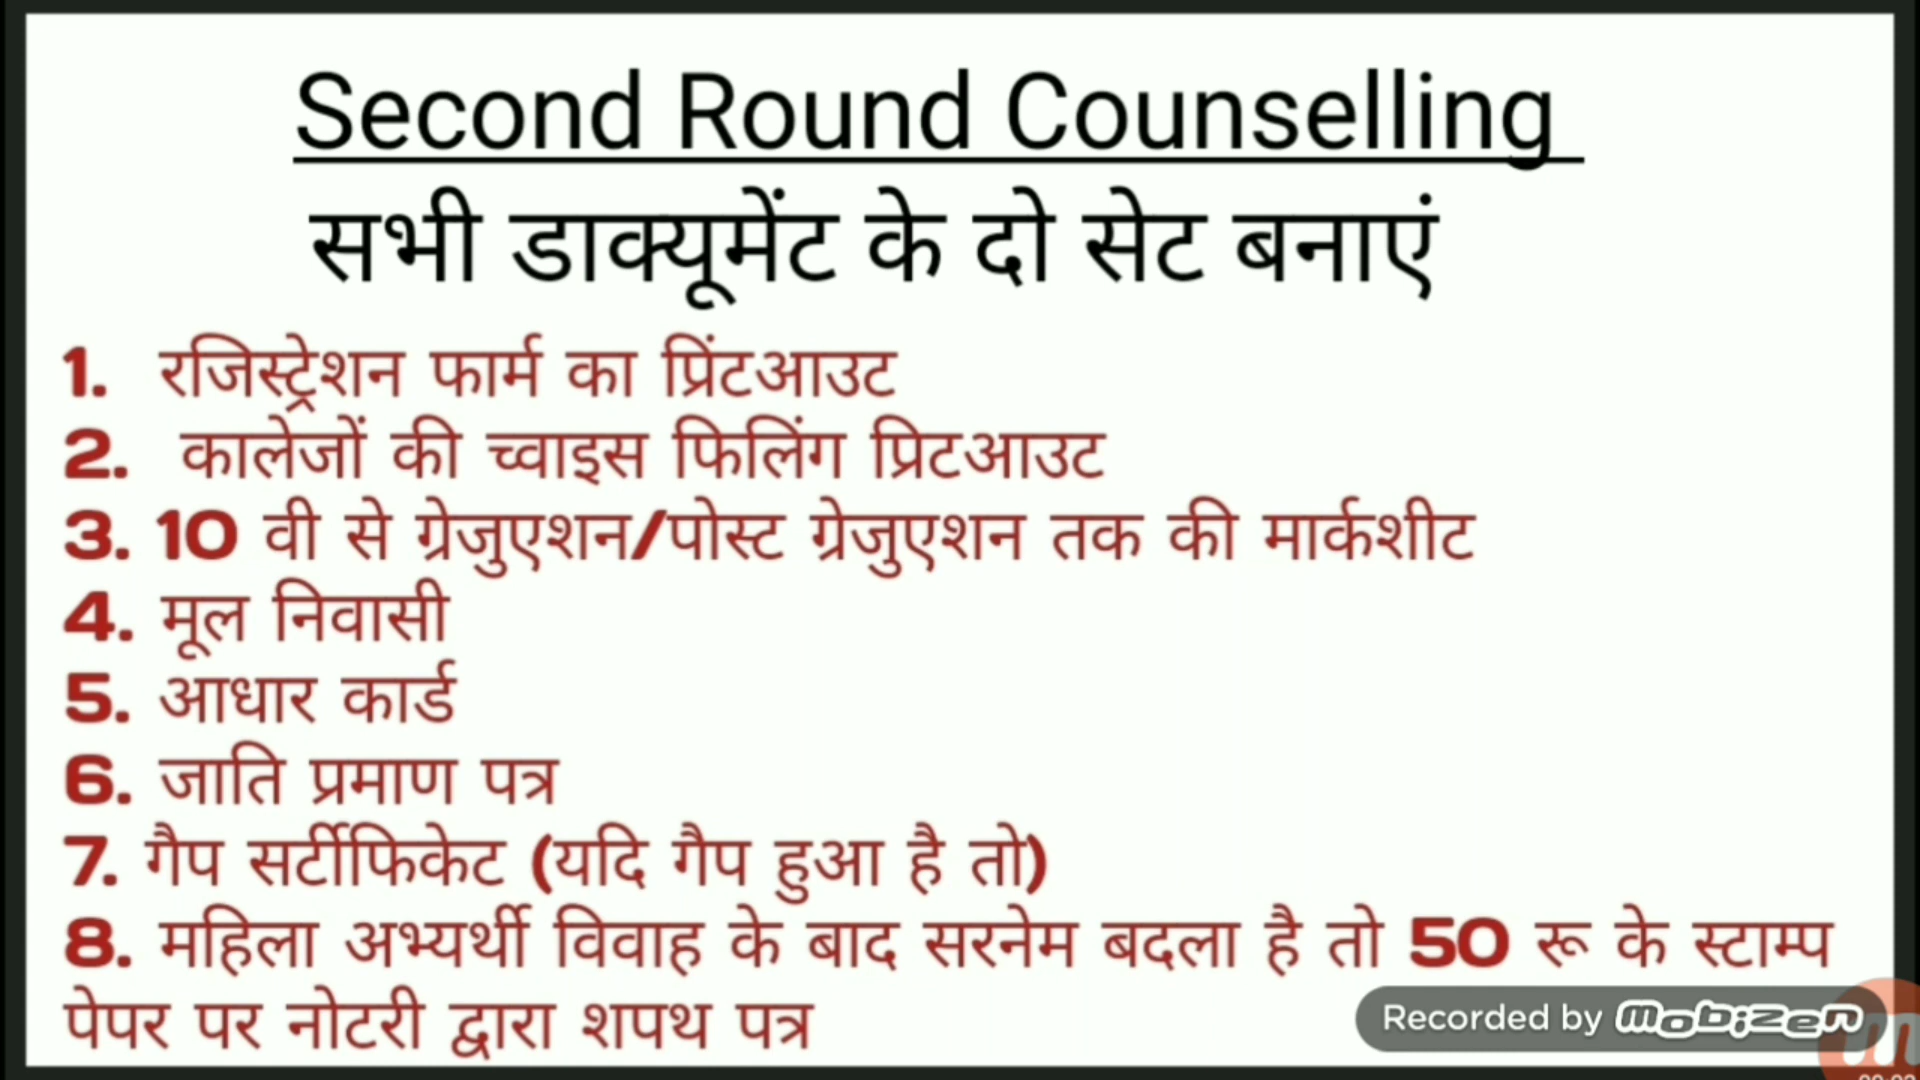 Second Round Counselling
सभी डाक्यूमेंट के दो सेट बनाएं
1. रजिस्ट्रेशन फार्म का प्रिंटआउट
2. कालेजों की च्वाइस फिलिंग प्रिटआउट
3. 10 वी से ग्रेजुएशन/पोस्ट ग्रेजुएशन तक की मार्कशीट
4. मूल निवासी
5. आधार कार्ड
6. जाति प्रमाण पत्र
7. गैप सर्टीफिकेट (यदि गैप हुआ है तो)
8. महिला अभ्यर्थी विवाह के बाद सरनेम बदला है तो 50 रू के स्टाम्प
पेपर पर नोटरी द्वारा शपथ पत्र
Recorded by mobizen